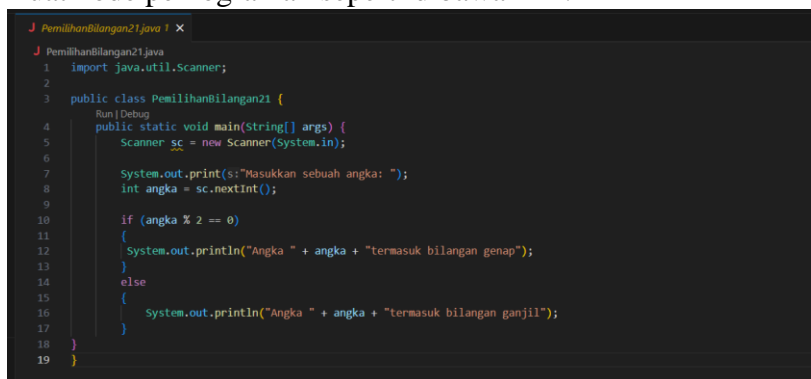 PemilihanBilangan21.java 1 ×
PemilihanBilangan21.java
1 import java.util.Scanner;
2
3 public class PemilihanBilangan21 {
Run | Debug
4 public static void main(String[] args) {
5 Scanner sc = new Scanner(System.in);
6
7 System.out.print(s:"Masukkan sebuah angka: ");
8 int angka = sc.nextInt();
9
10 if (angka % 2 == 0)
11 {
12 System.out.println("Angka " + angka + "termasuk bilangan genap");
13 }
14 else
15 {
16 System.out.println("Angka " + angka + "termasuk bilangan ganjil");
17 }
18 }
19 }